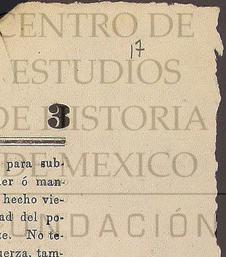 CENTRO DE
17
ESTUDIOS
DE HISTORIA
3
para sub-
er ó man-
DE MEXICO
hecho vie-
ad del po-
FUNDACIÓN
te. No te-
uerza, tam-